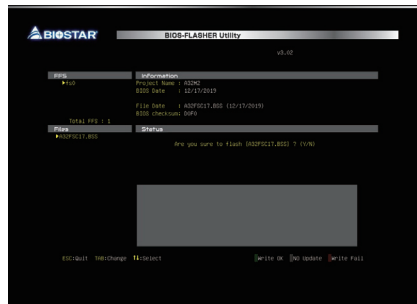 BIOSTAR
BIOS-FLASHER Utility
v3.02
FFS
▶fs0
Total FFS : 1
Information
Project Name : A32M2
BIOS Date : 12/17/2019
File Date : A32FSC17.BSS (12/17/2019)
BIOS checksum: 00F0
Files
▶A32FSC17.BSS
Status
Are you sure to flash (A32FSC17.BSS) ? (Y/N)
ESC:Quit TAB:Change ↑↓:Select
Write OK NO Update Write Fail